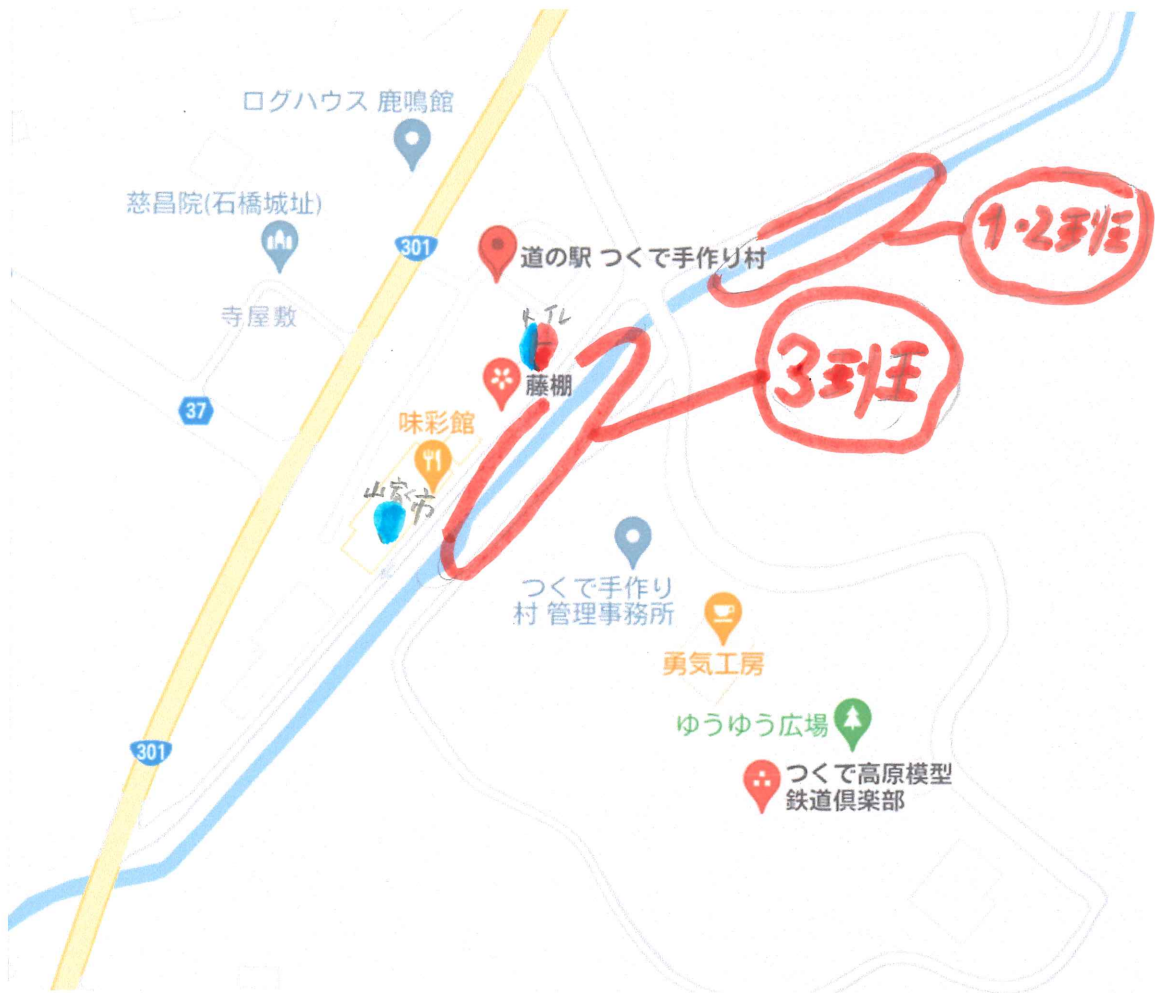 ログハウス 鹿鳴館
慈昌院(石橋城址)
301
1・2班
道の駅 つくで手作り村
寺屋敷
トイレ
3班
藤棚
37
味彩館
山家市
つくで手作り
村 管理事務所
勇気工房
ゆうゆう広場
301
つくで高原模型
鉄道倶楽部